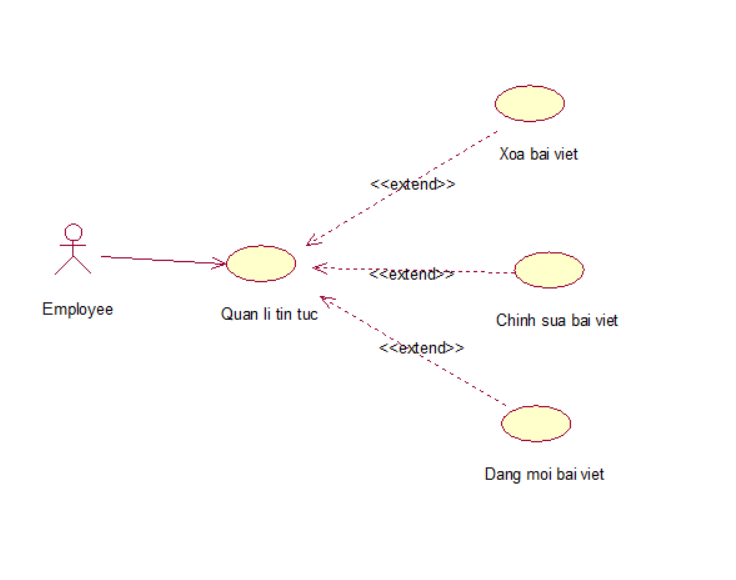 Xoa bai viet
<<extend>>
Employee
Quan li tin tuc
<<extend>>
Chinh sua bai viet
<<extend>>
Dang moi bai viet